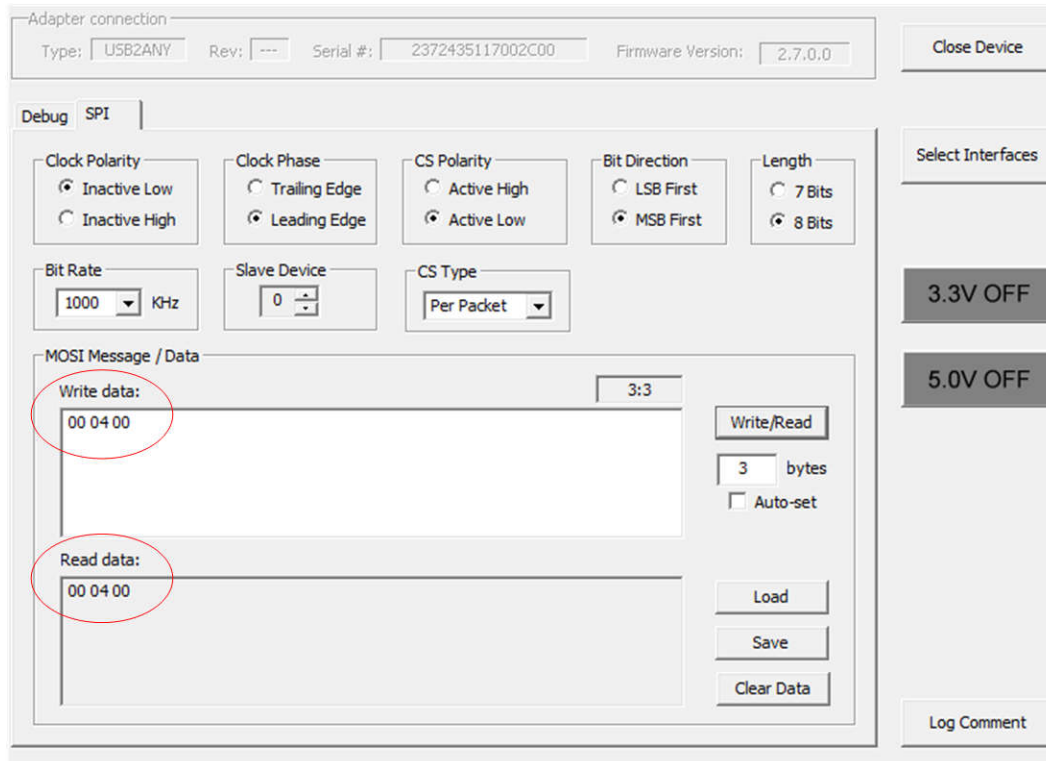 Adapter connection
Type: USB2ANY Rev: --- Serial #: 2372435117002C00 Firmware Version: 2.7.0.0
Close Device
Debug SPI
Select Interfaces
Clock Polarity
Inactive Low
Inactive High
Clock Phase
Trailing Edge
Leading Edge
CS Polarity
Active High
Active Low
Bit Direction
LSB First
MSB First
Length
7 Bits
8 Bits
Bit Rate
1000 KHz
Slave Device
0
CS Type
Per Packet
3.3V OFF
5.0V OFF
MOSI Message / Data
Write data:
3:3
00 04 00
Write/Read
3 bytes
Auto-set
Read data:
00 04 00
Load
Save
Clear Data
Log Comment